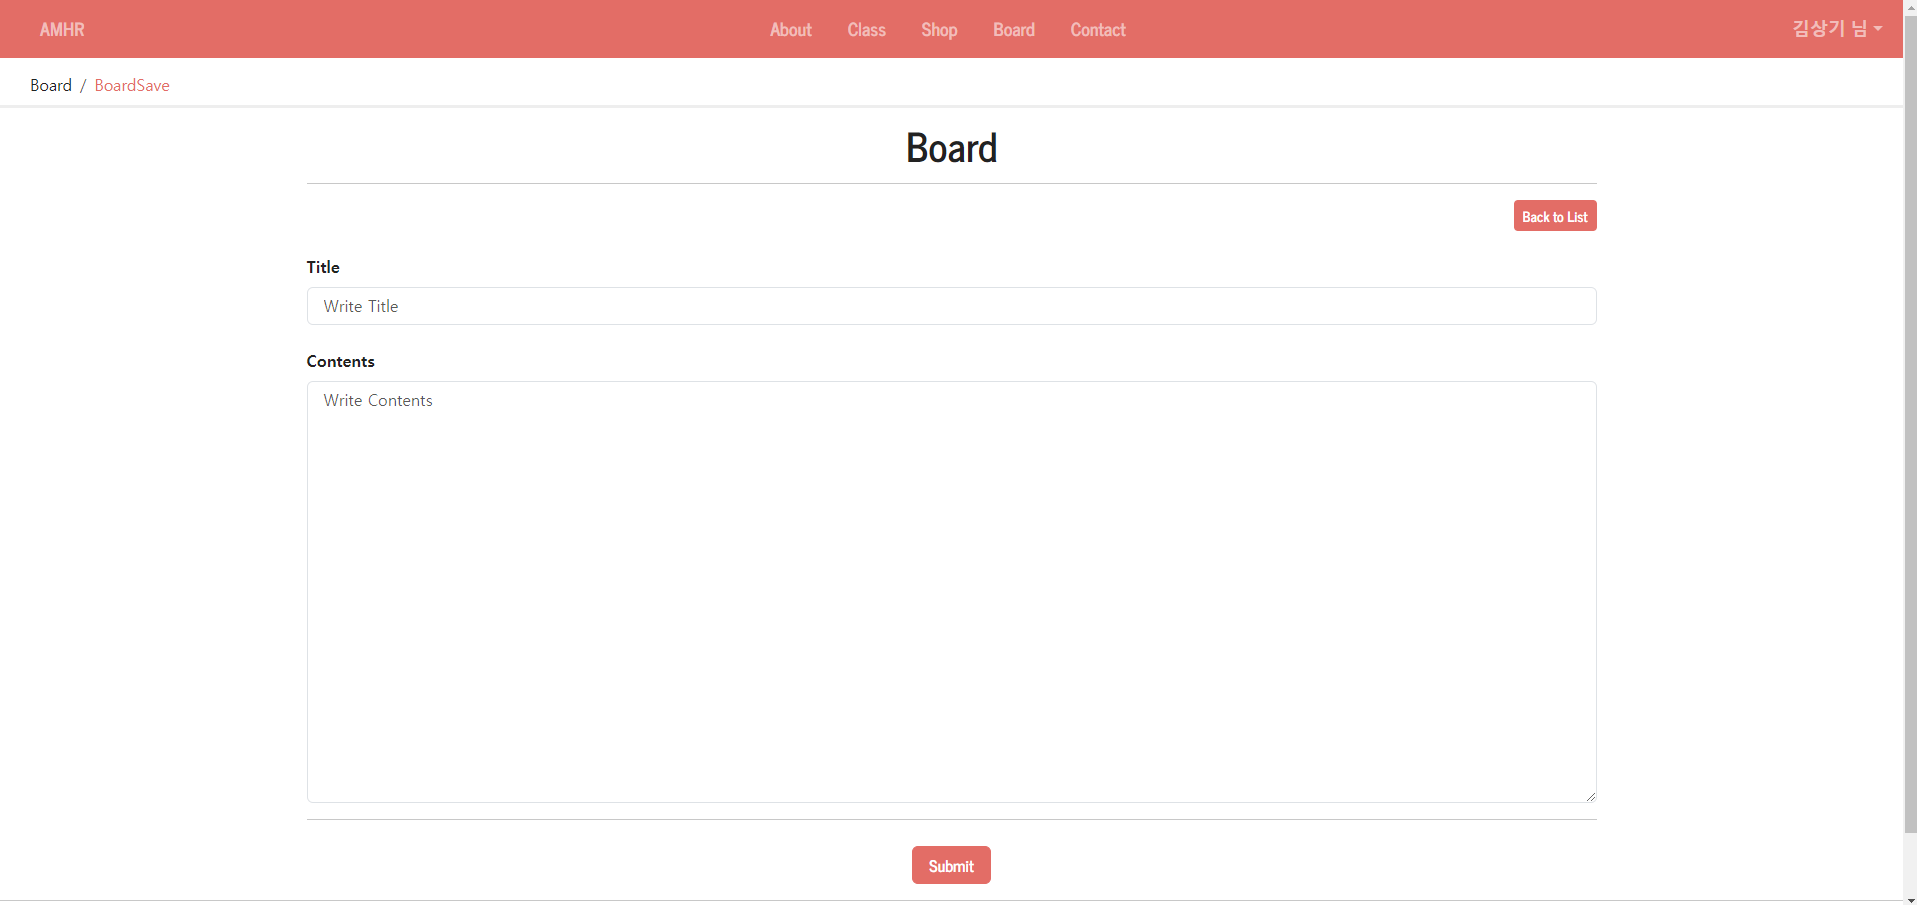 AMHR About Class Shop Board Contact 김상기 님
Board / BoardSave
Board
Back to List
Title
Write Title
Contents
Write Contents
Submit